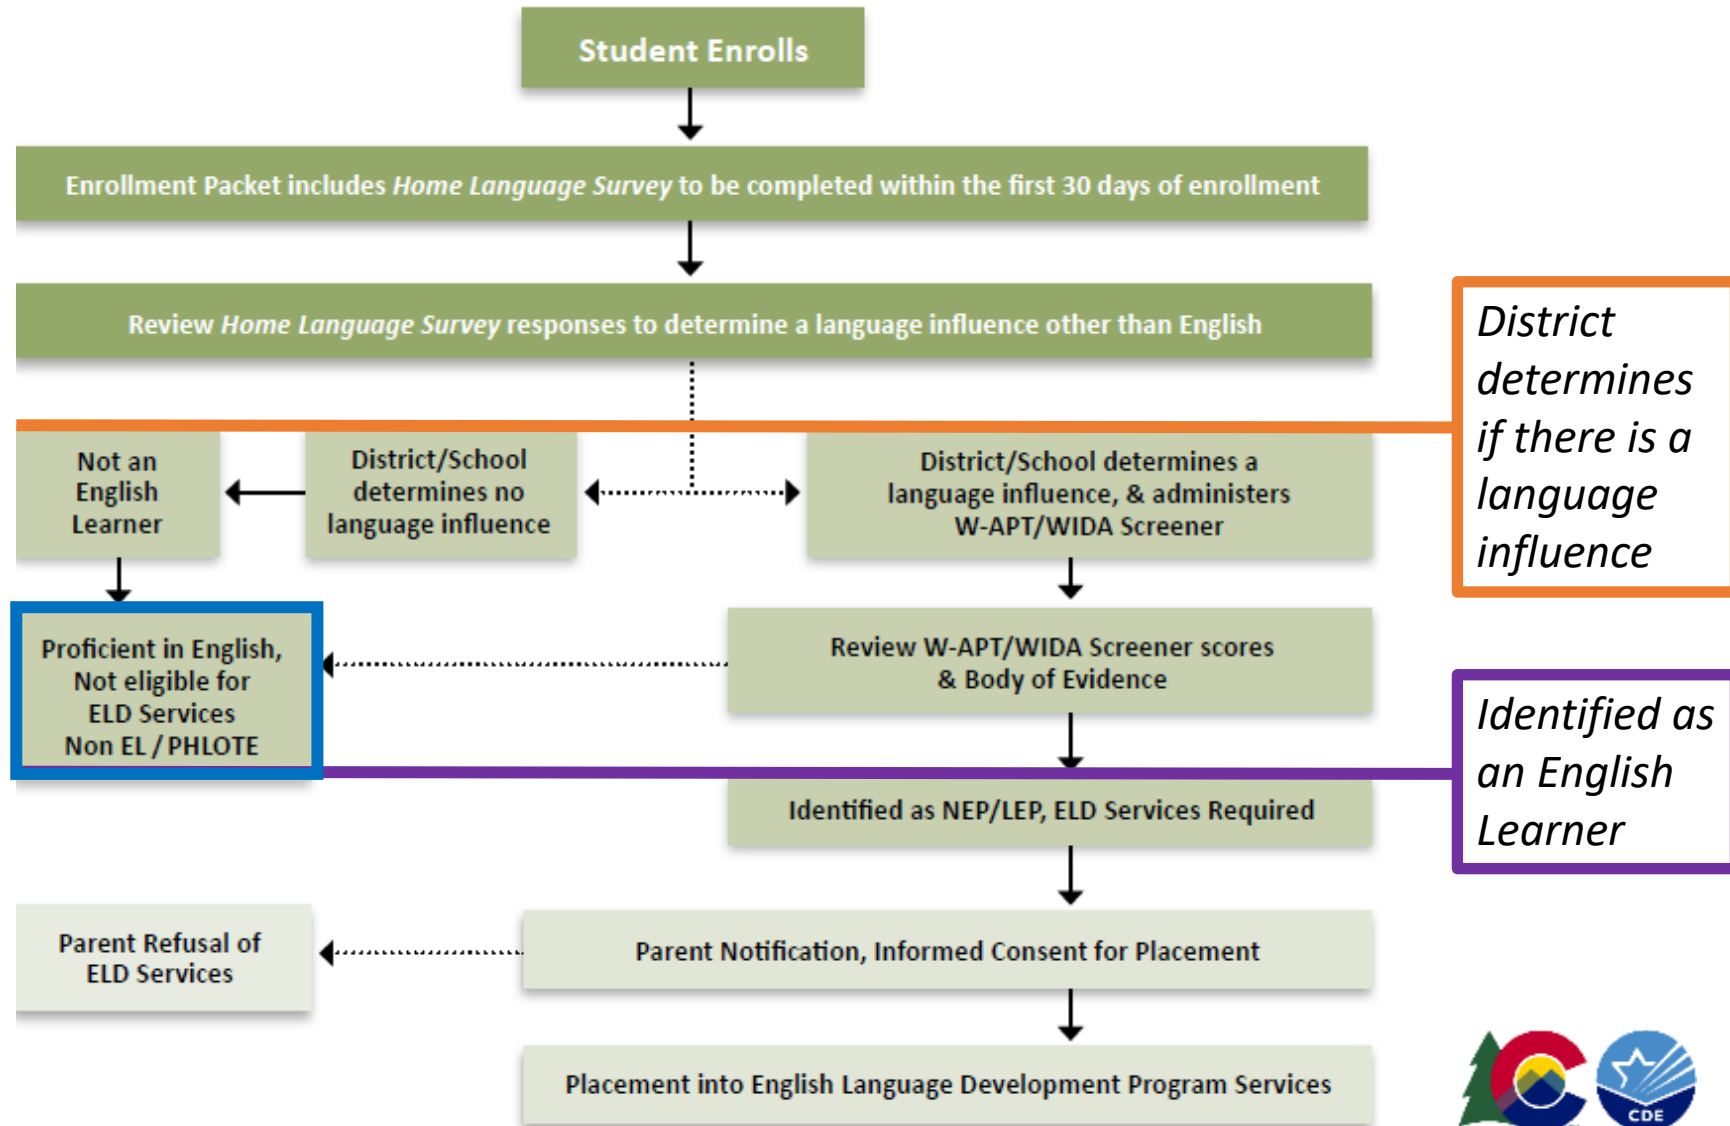 Student Enrolls
Enrollment Packet includes Home Language Survey to be completed within the first 30 days of enrollment
Review Home Language Survey responses to determine a language influence other than English
District
determines
if there is a
language
influence
Not an
English
Learner
District/School
determines no
language influence
District/School determines a
language influence, & administers
W-APT/WIDA Screener
Proficient in English,
Not eligible for
ELD Services
Non EL / PHLOTE
Review W-APT/WIDA Screener scores
& Body of Evidence
Identified as
an English
Learner
Identified as NEP/LEP, ELD Services Required
Parent Refusal of
ELD Services
Parent Notification, Informed Consent for Placement
Placement into English Language Development Program Services
CDE